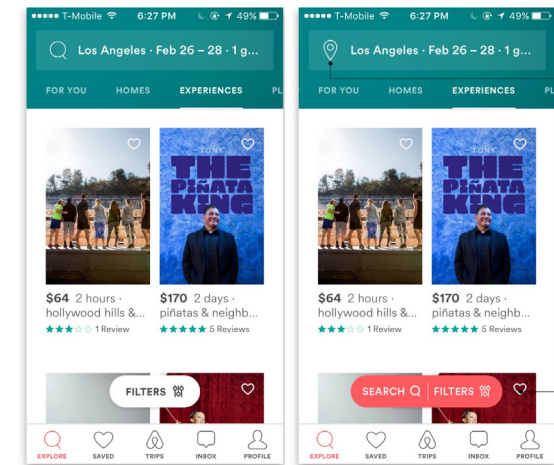 T-Mobile 6:27 PM 49%
Los Angeles · Feb 26 – 28 · 1 g...
FOR YOU HOMES EXPERIENCES PL
TONY
THE
PIÑATA
KING
$64 2 hours ·
hollywood hills &...
1 Review
$170 2 days ·
piñatas & neighb...
5 Reviews
FILTERS
EXPLORE SAVED TRIPS INBOX PROFILE
T-Mobile 6:27 PM 49%
Los Angeles · Feb 26 – 28 · 1 g...
FOR YOU HOMES EXPERIENCES PL
TONY
THE
PIÑATA
KING
$64 2 hours ·
hollywood hills &...
1 Review
$170 2 days ·
piñatas & neighb...
5 Reviews
SEARCH | FILTERS
EXPLORE SAVED TRIPS INBOX PROFILE